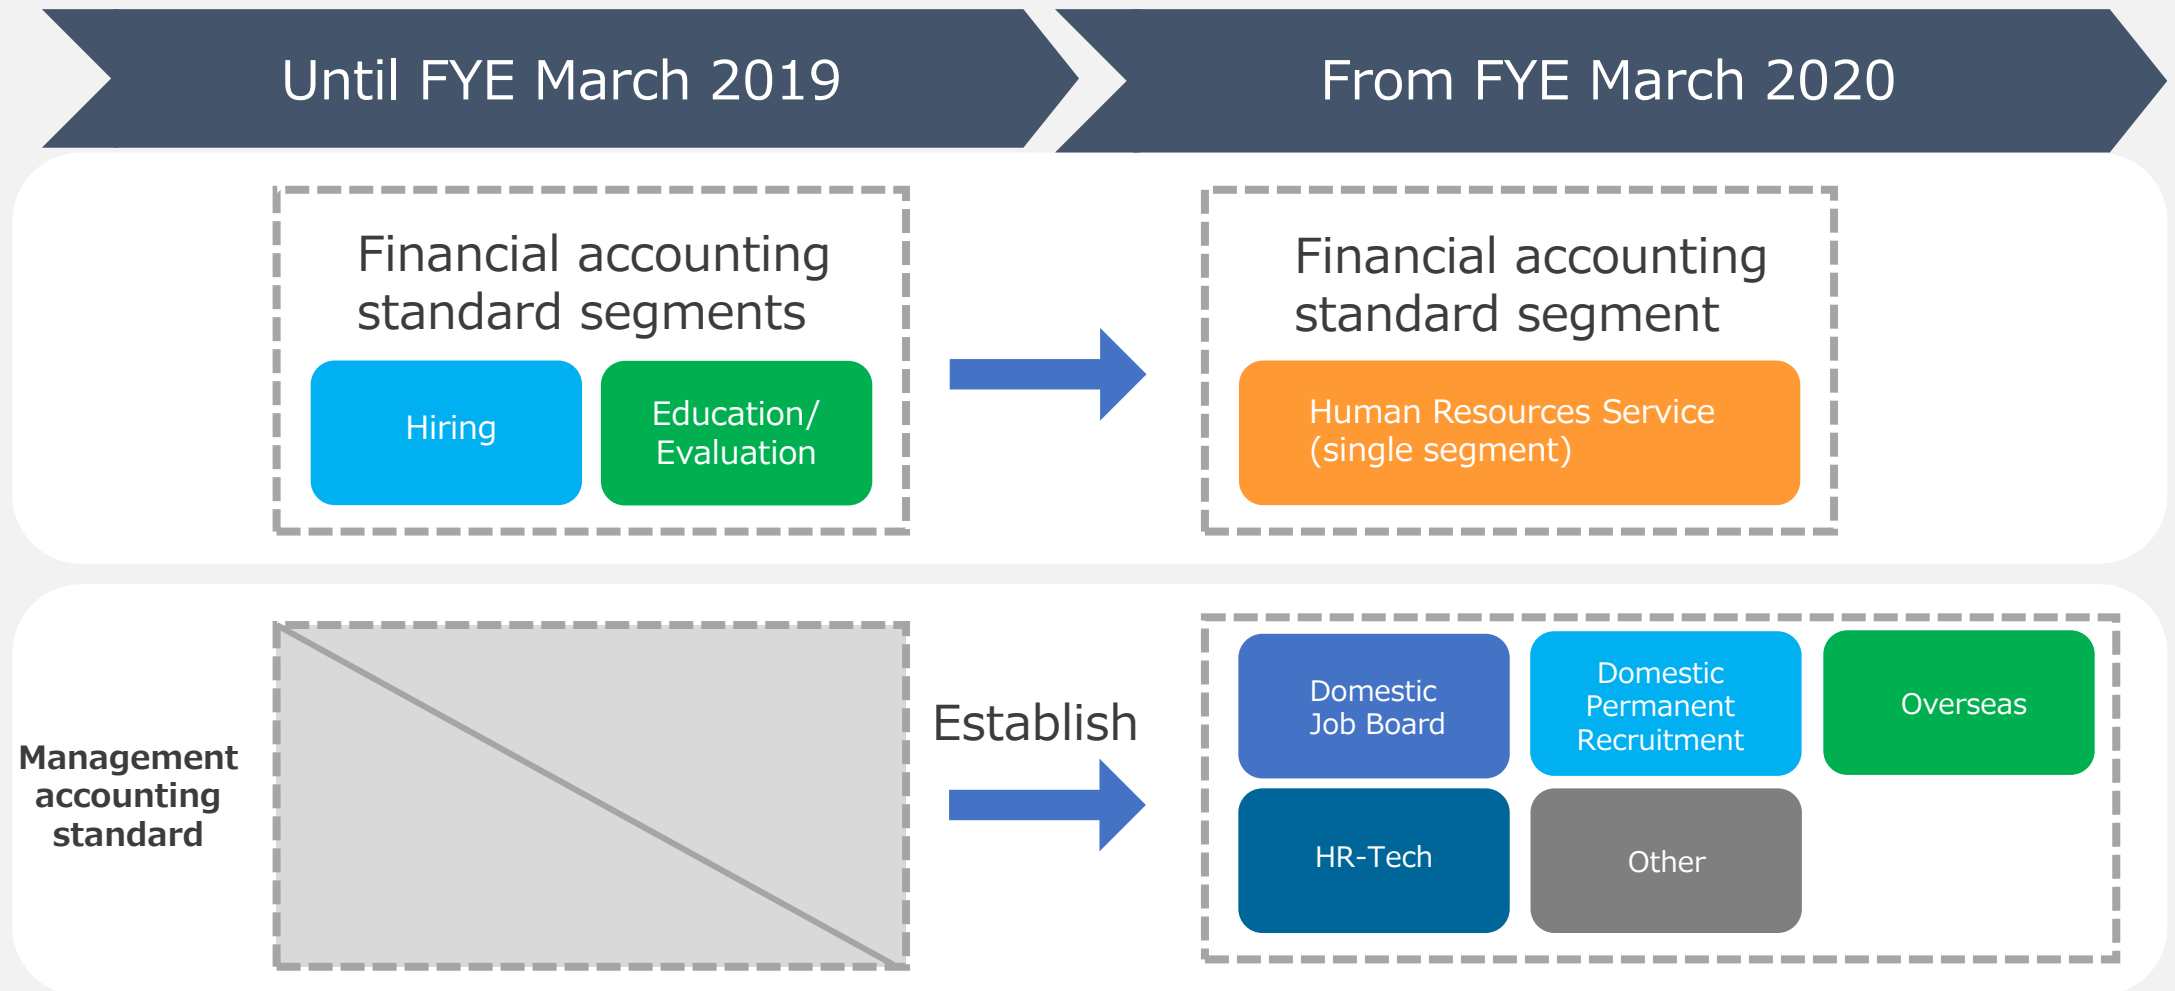 Until FYE March 2019
From FYE March 2020
Financial accounting
standard segments
Hiring
Education/
Evaluation
Financial accounting
standard segment
Human Resources Service
(single segment)
Management
accounting
standard
Establish
Domestic
Job Board
Domestic
Permanent
Recruitment
Overseas
HR-Tech
Other